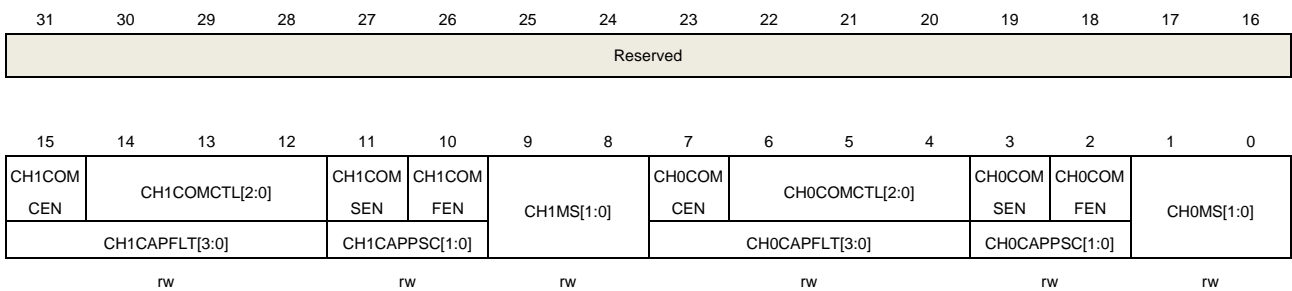 31 30 29 28 27 26 25 24 23 22 21 20 19 18 17 16
Reserved
15 14 13 12 11 10 9 8 7 6 5 4 3 2 1 0
CH1COM CEN CH1COMCTL[2:0] CH1COM SEN CH1COM FEN CH1MS[1:0] CH0COM CEN CH0COMCTL[2:0] CH0COM SEN CH0COM FEN CH0MS[1:0]
CH1CAPFLT[3:0] CH1CAPPSC[1:0] CH0CAPFLT[3:0] CH0CAPPSC[1:0]
rw rw rw rw rw rw